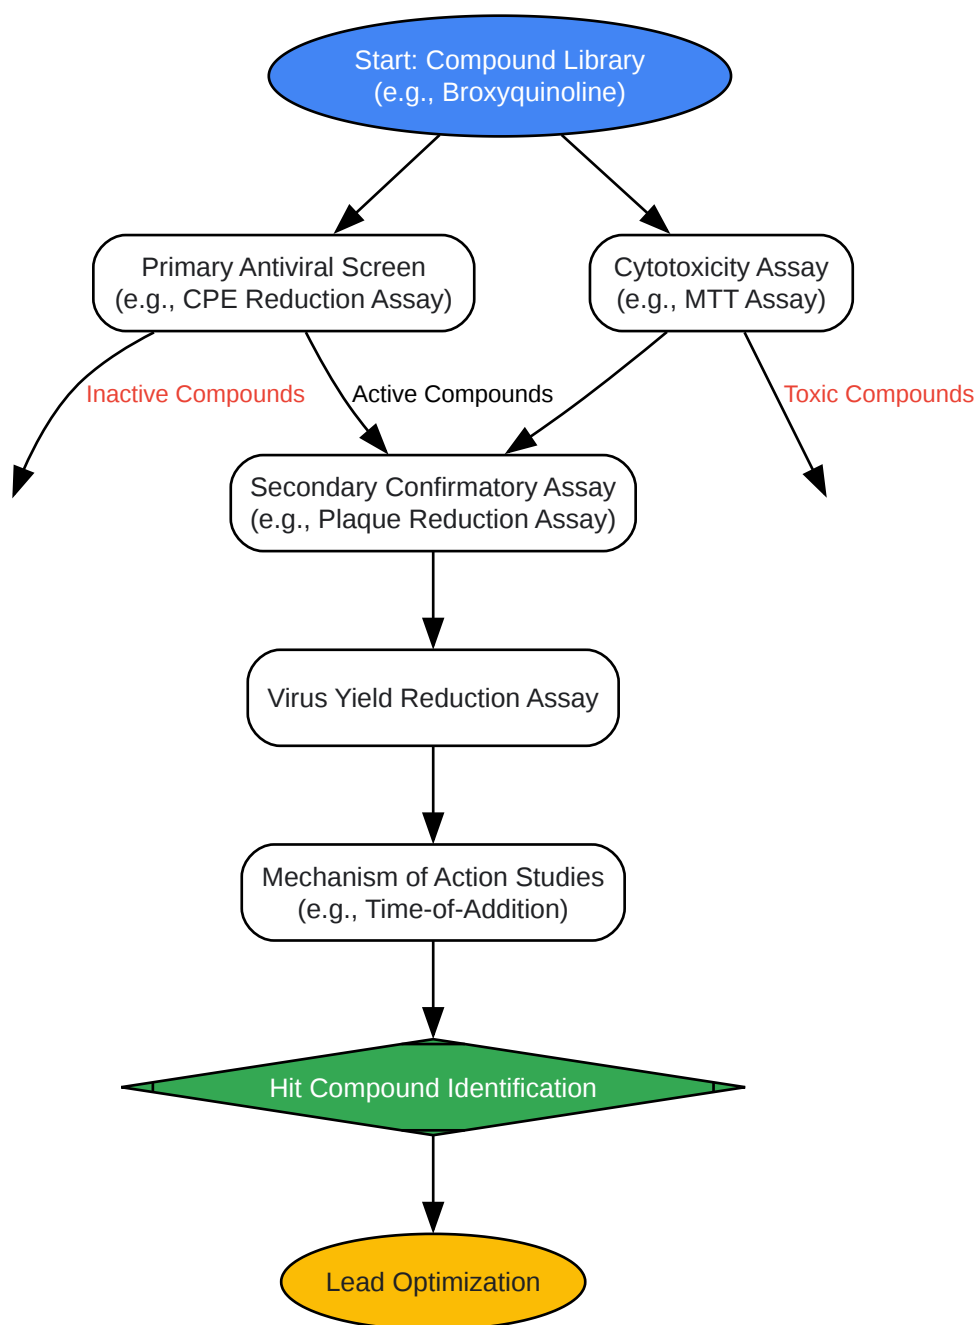 Start: Compound Library
(e.g., Broxyquinoline)
Primary Antiviral Screen
(e.g., CPE Reduction Assay)
Cytotoxicity Assay
(e.g., MTT Assay)
Inactive Compounds
Active Compounds
Toxic Compounds
Secondary Confirmatory Assay
(e.g., Plaque Reduction Assay)
Virus Yield Reduction Assay
Mechanism of Action Studies
(e.g., Time-of-Addition)
Hit Compound Identification
Lead Optimization